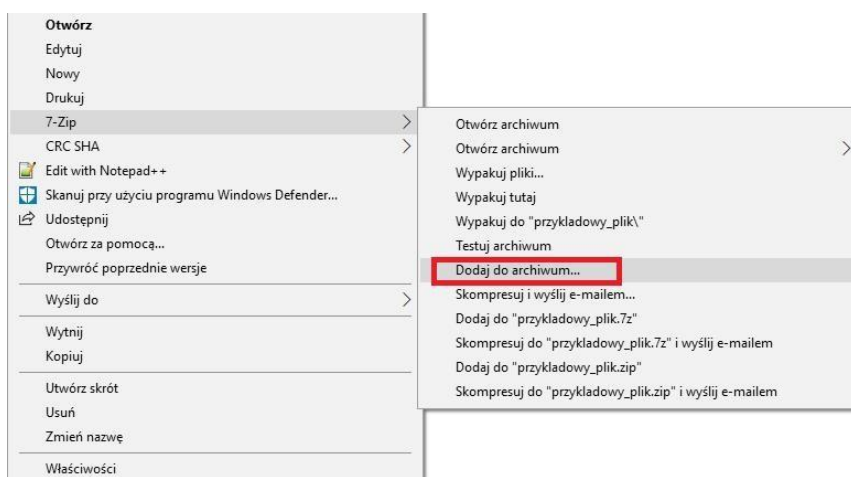 Otwórz
Edytuj
Nowy
Drukuj
7-Zip
CRC SHA
Edit with Notepad++
Skanuj przy użyciu programu Windows Defender...
Udostępnij
Otwórz za pomocą...
Przywróć poprzednie wersje
Wyślij do
Wytnij
Kopiuj
Utwórz skrót
Usuń
Zmień nazwę
Właściwości
Otwórz archiwum
Otwórz archiwum
Wypakuj pliki...
Wypakuj tutaj
Wypakuj do "przykladowy_plik\"
Testuj archiwum
Dodaj do archiwum...
Skompresuj i wyślij e-mailem...
Dodaj do "przykladowy_plik.7z"
Skompresuj do "przykladowy_plik.7z" i wyślij e-mailem
Dodaj do "przykladowy_plik.zip"
Skompresuj do "przykladowy_plik.zip" i wyślij e-mailem